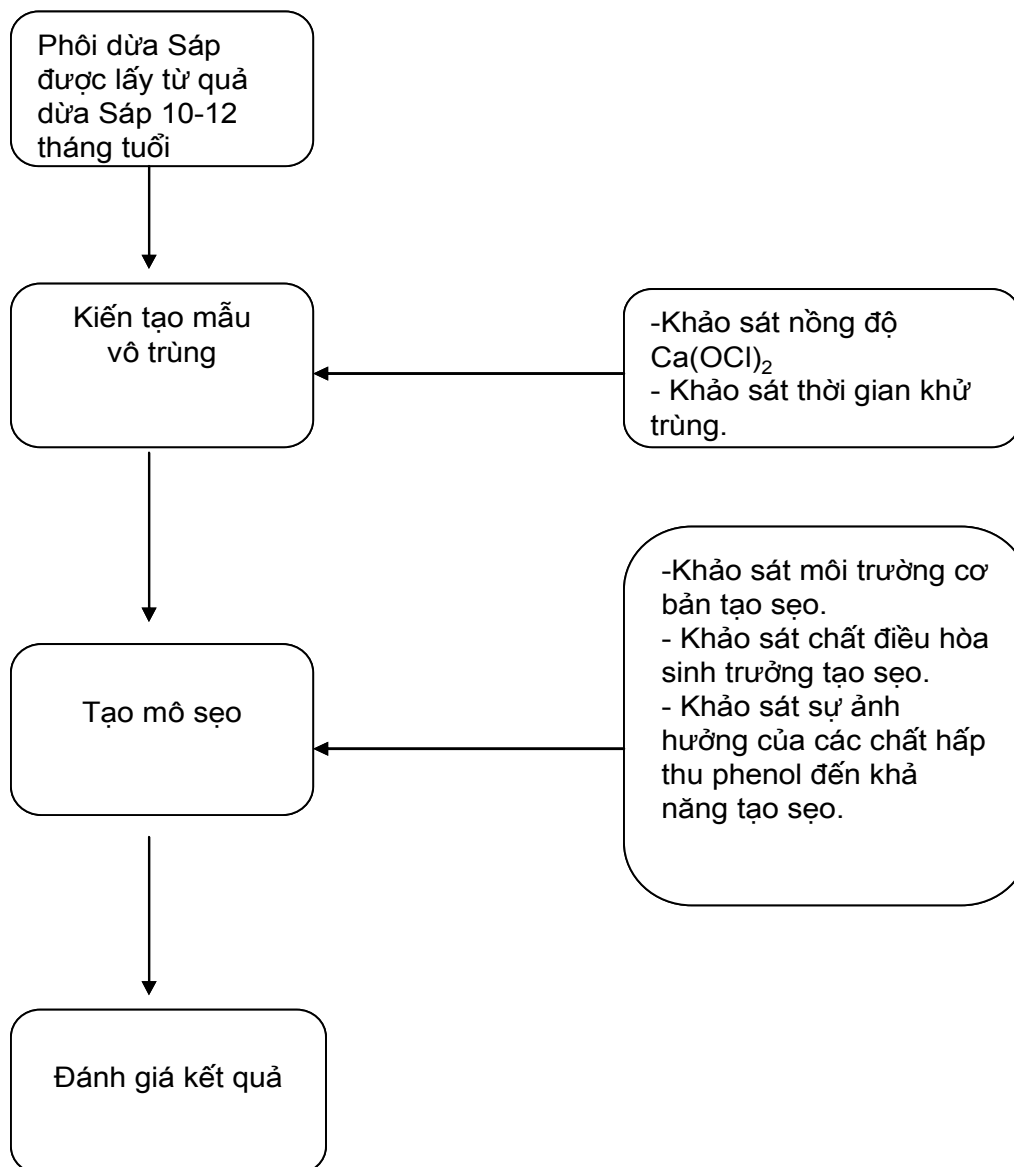 Phôi dừa Sáp
được lấy từ quả
dừa Sáp 10-12
tháng tuổi
Kiến tạo mẫu
vô trùng
-Khảo sát nồng độ
Ca(OCl)₂
- Khảo sát thời gian khử
trùng.
-Khảo sát môi trường cơ
bản tạo sẹo.
- Khảo sát chất điều hòa
sinh trưởng tạo sẹo.
- Khảo sát sự ảnh
hưởng của các chất hấp
thu phenol đến khả
năng tạo sẹo.
Tạo mô sẹo
Đánh giá kết quả